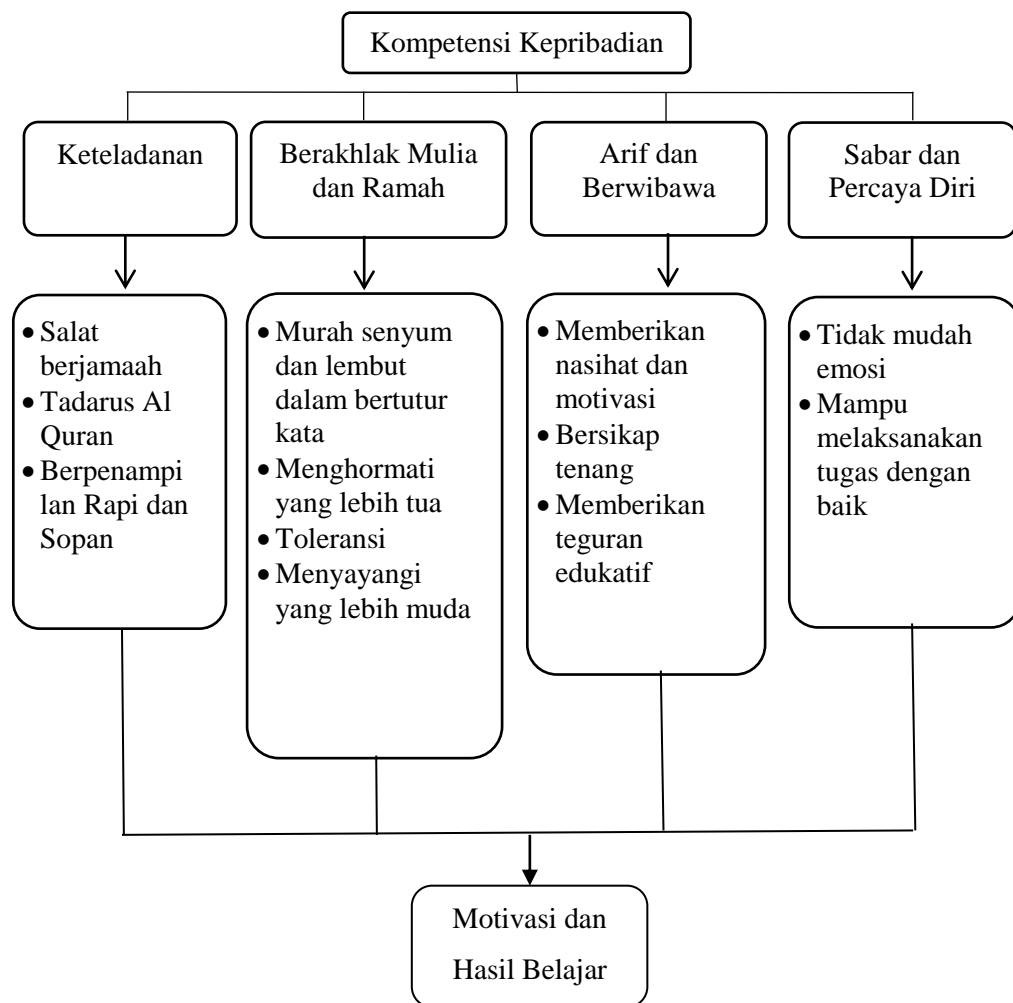 Kompetensi Kepribadian
Keteladanan
Berakhlak Mulia
dan Ramah
Arif dan
Berwibawa
Sabar dan
Percaya Diri
• Salat
berjamaah
• Tadarus Al
Quran
• Berpenampi
lan Rapi dan
Sopan
• Murah senyum
dan lembut
dalam bertutur
kata
• Menghormati
yang lebih tua
• Toleransi
• Menyayangi
yang lebih muda
• Memberikan
nasihat dan
motivasi
• Bersikap
tenang
• Memberikan
teguran
edukatif
• Tidak mudah
emosi
• Mampu
melaksanakan
tugas dengan
baik
Motivasi dan
Hasil Belajar